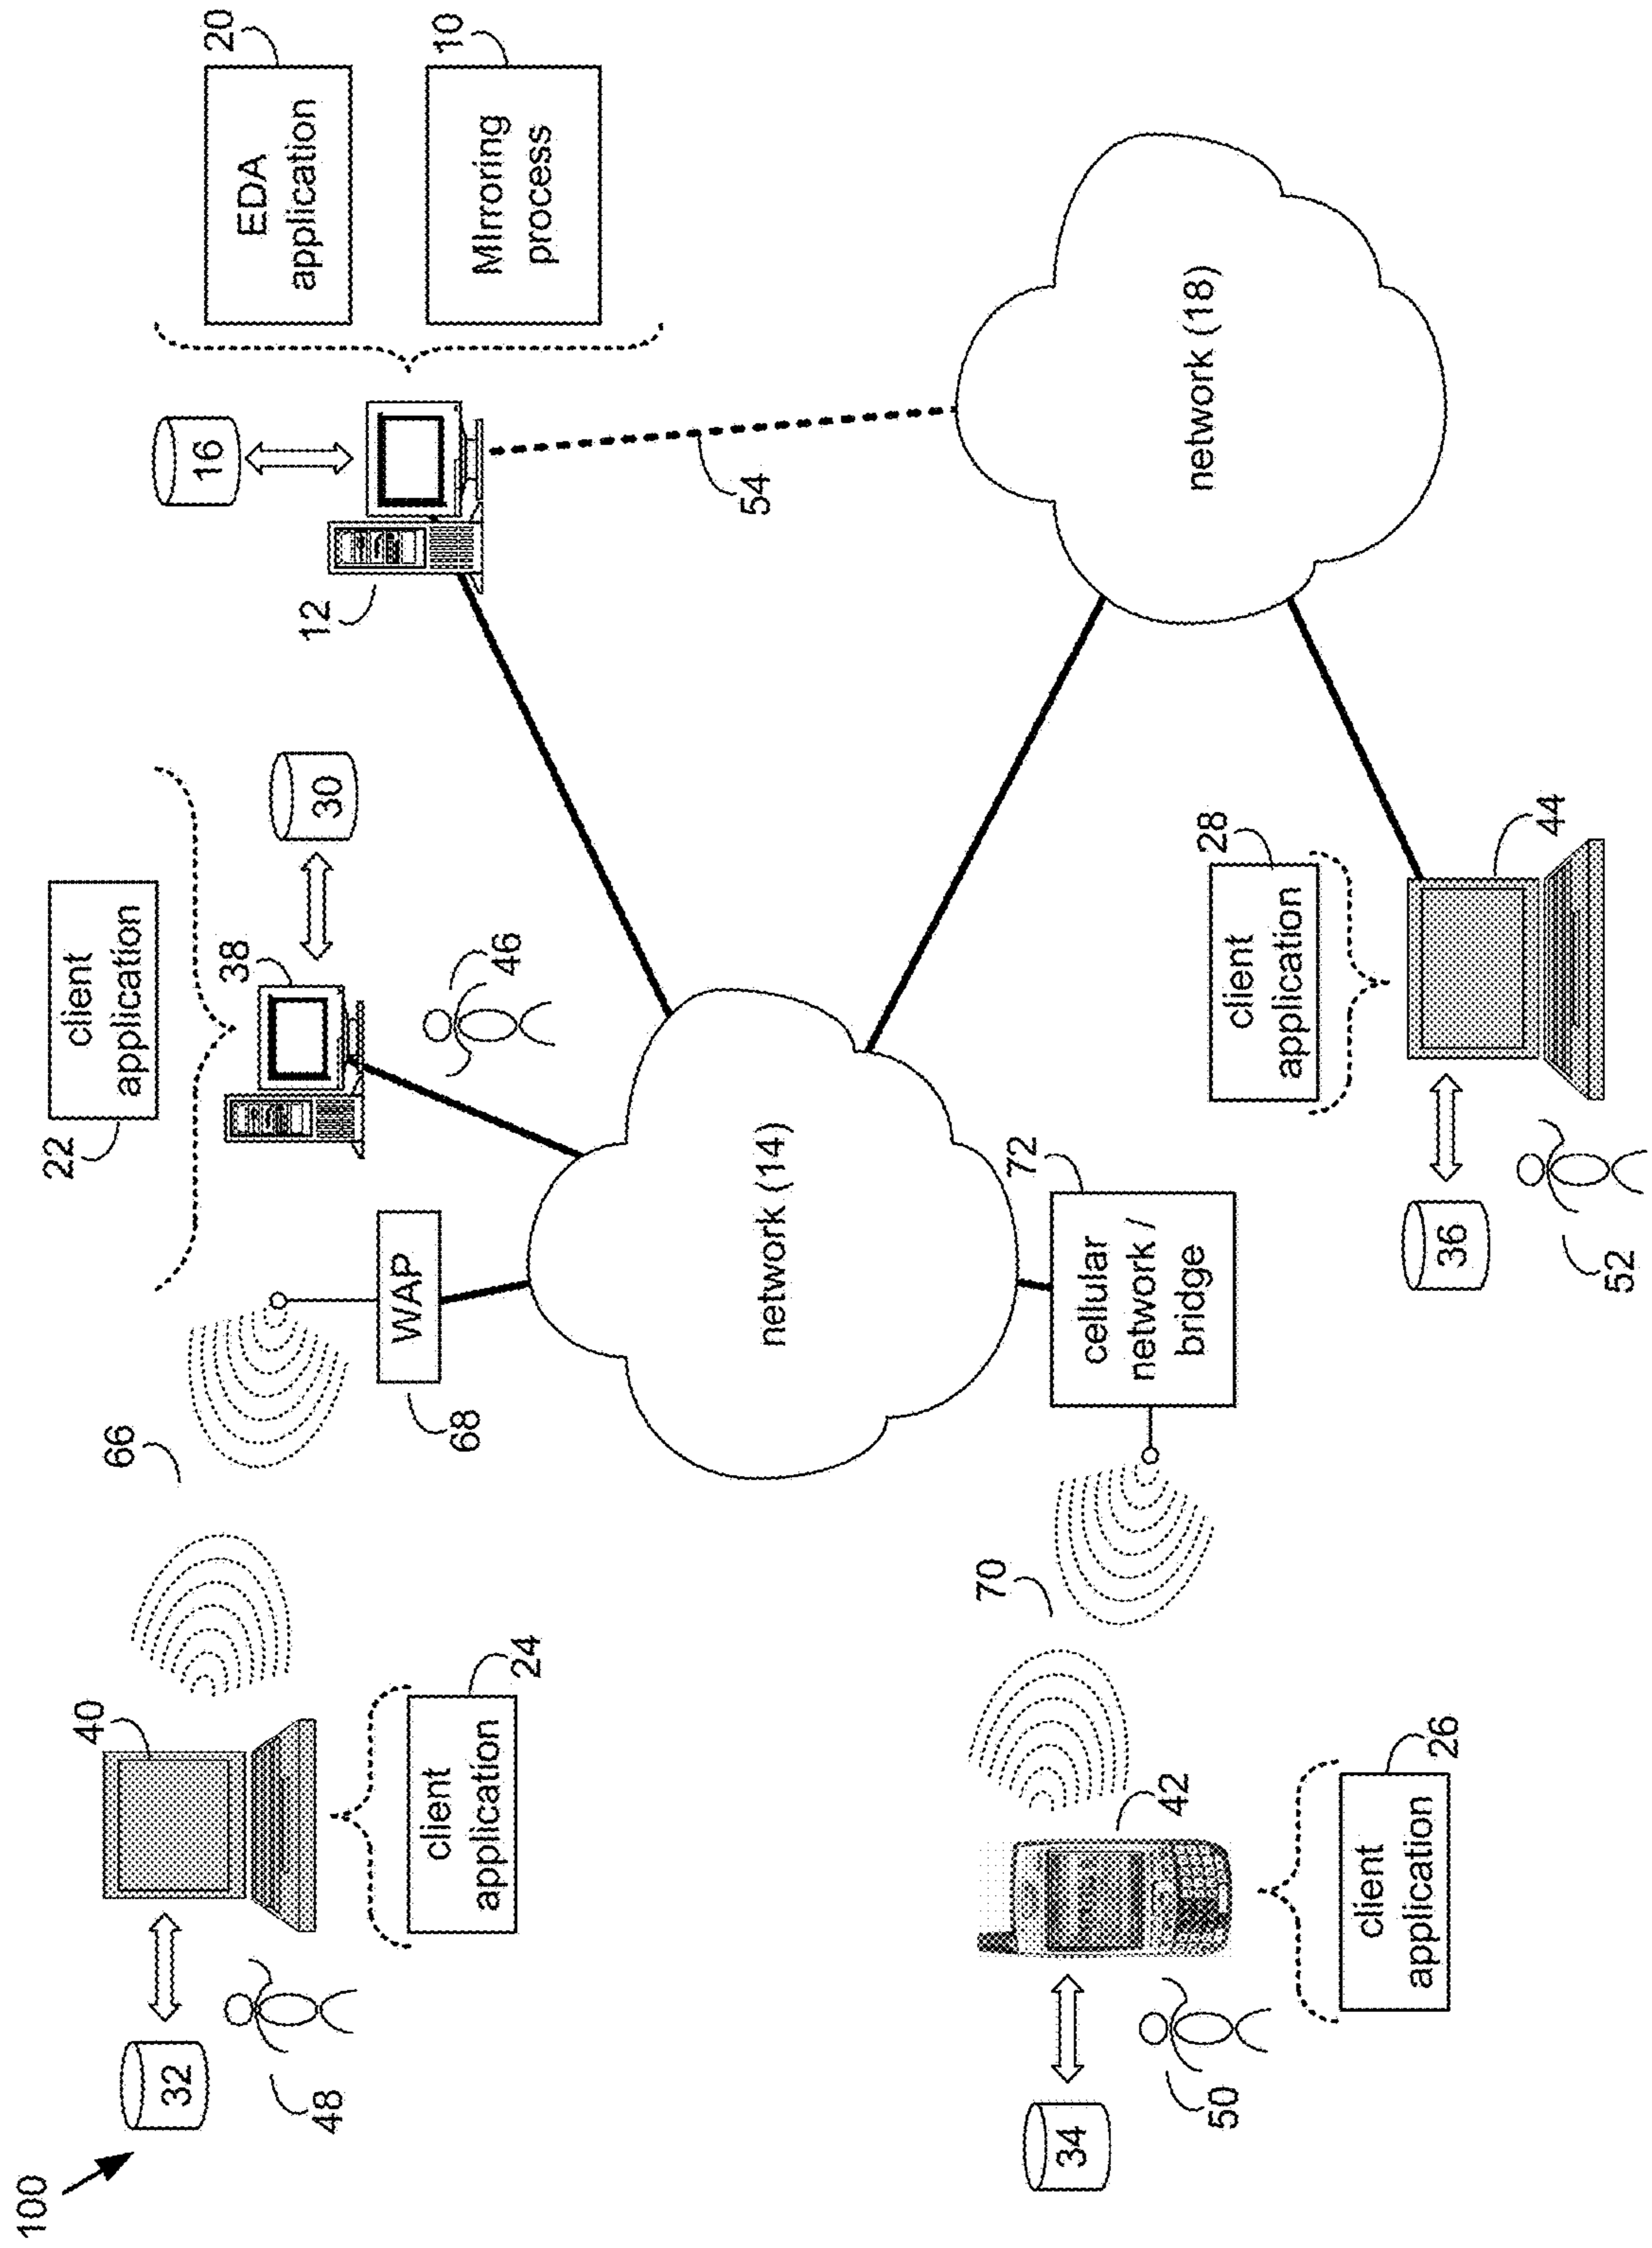 100
22
client
application
40
66
32
16
20
EDA
application
38
12
48
30
WAP
68
10
MIrroring
process
24
client
application
46
54
network (14)
70
72
cellular
network /
bridge
34
42
network (18)
50
28
client
application
26
client
application
36
44
52